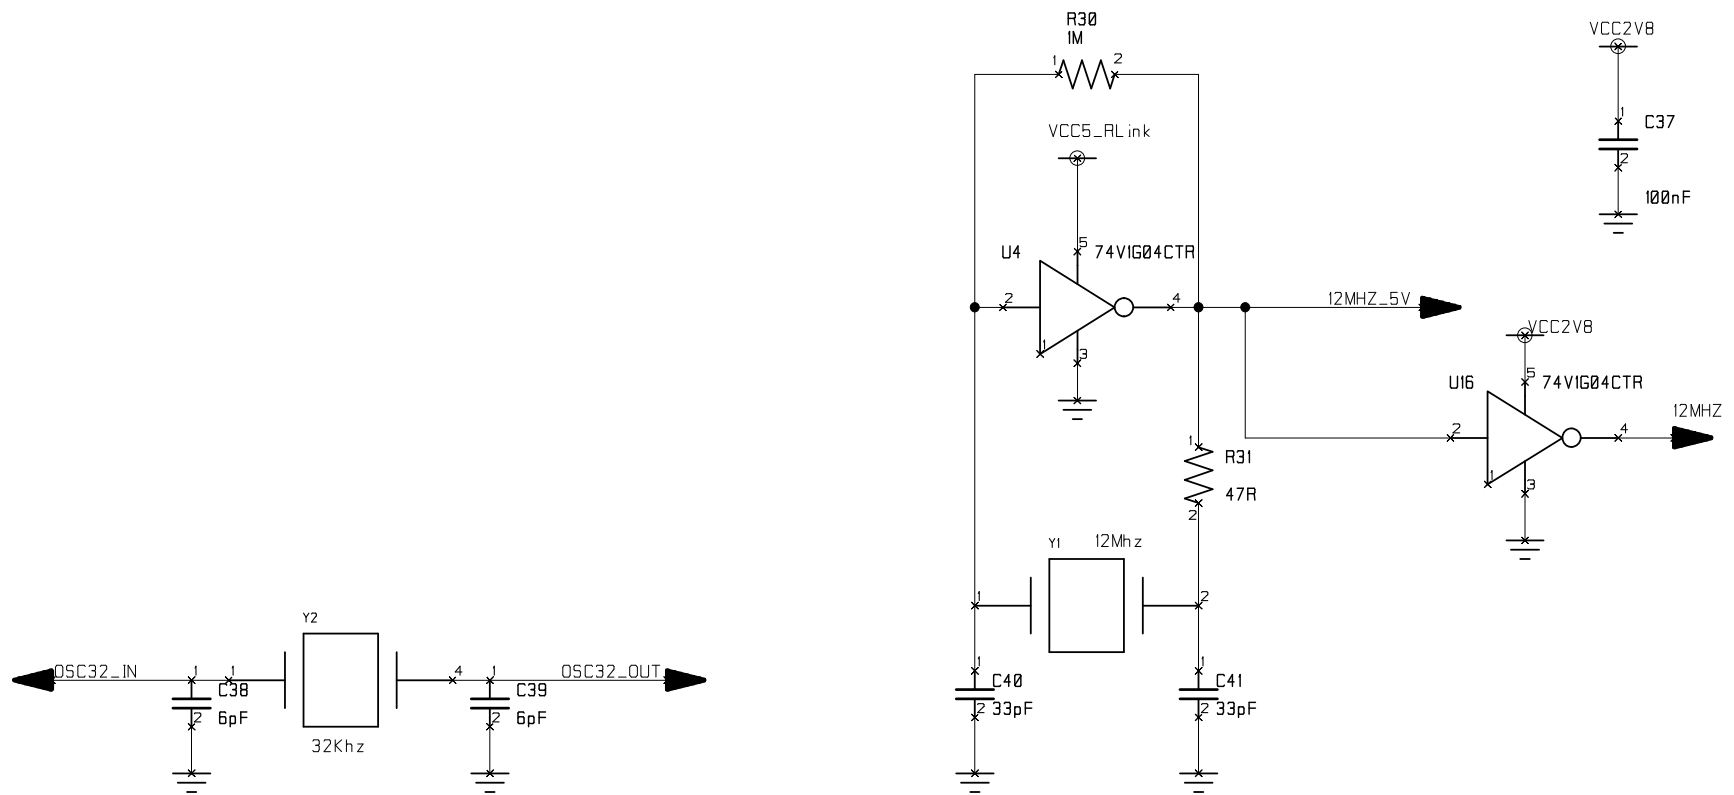 R30
1M
1 2
VCC5_RLink
5
U4 74V1G04CTR
2 4
1 3
12MHZ_5V
VCC2V8
1
C37
2
100nF
VCC2V8
5
U16 74V1G04CTR
2 4
1 3
12MHZ
1
R31
47R
2
Y1 12Mhz
1 2
1
C40
2 33pF
1
C41
2 33pF
Y2
OSC32_IN 1 1 4 1 OSC32_OUT
C38 C39
2 6pF 2 6pF
32Khz